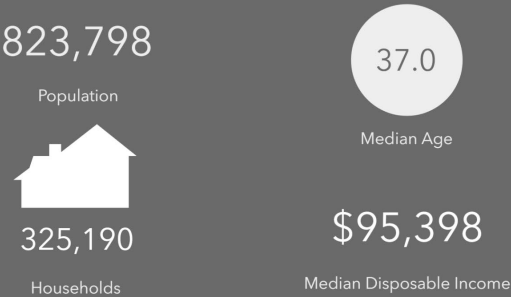 823,798
Population
37.0
Median Age
325,190
Households
$95,398
Median Disposable Income